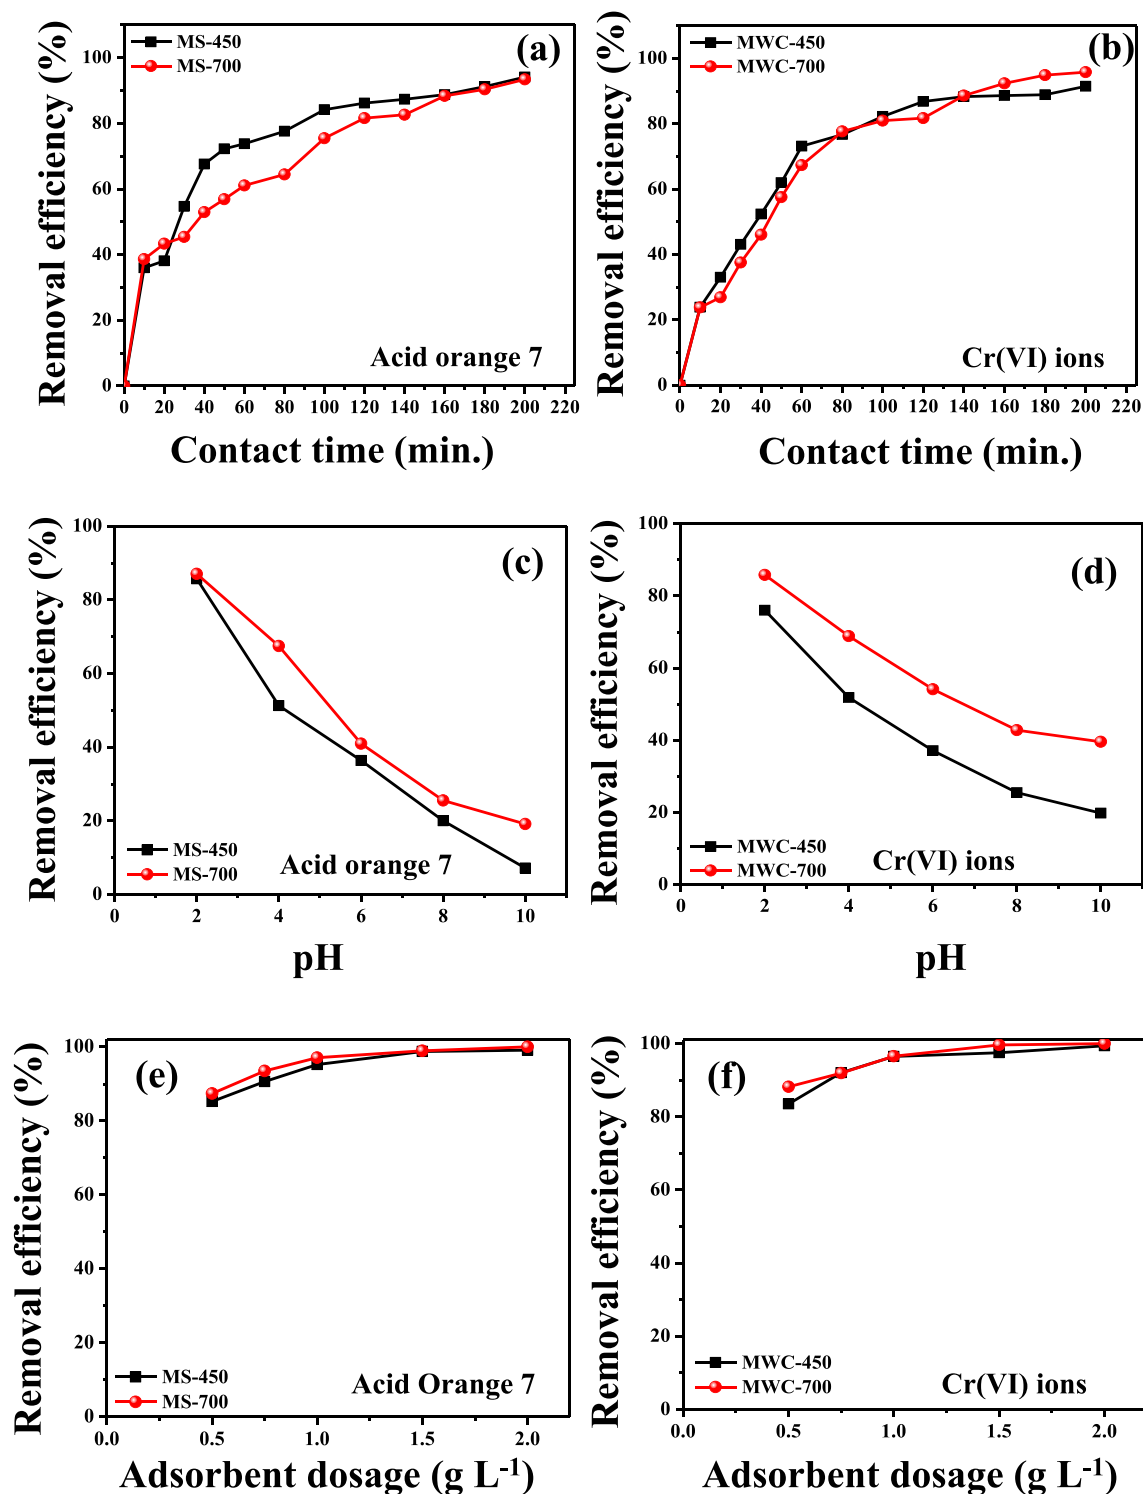 MS-450
MS-700
(a)
Removal efficiency (%)
100
80
60
40
20
0
Acid orange 7
0 20 40 60 80 100 120 140 160 180 200 220
Contact time (min.)
MWC-450
MWC-700
(b)
Removal efficiency (%)
100
80
60
40
20
0
Cr(VI) ions
0 20 40 60 80 100 120 140 160 180 200 220
Contact time (min.)
(c)
Removal efficiency (%)
100
80
60
40
20
0
MS-450
MS-700
Acid orange 7
0 2 4 6 8 10
pH
(d)
Removal efficiency (%)
100
80
60
40
20
0
MWC-450
MWC-700
Cr(VI) ions
0 2 4 6 8 10
pH
(e)
Removal efficiency (%)
100
80
60
40
20
0
MS-450
MS-700
Acid Orange 7
0.0 0.5 1.0 1.5 2.0
Adsorbent dosage (g L⁻¹)
(f)
Removal efficiency (%)
100
80
60
40
20
0
MWC-450
MWC-700
Cr(VI) ions
0.0 0.5 1.0 1.5 2.0
Adsorbent dosage (g L⁻¹)